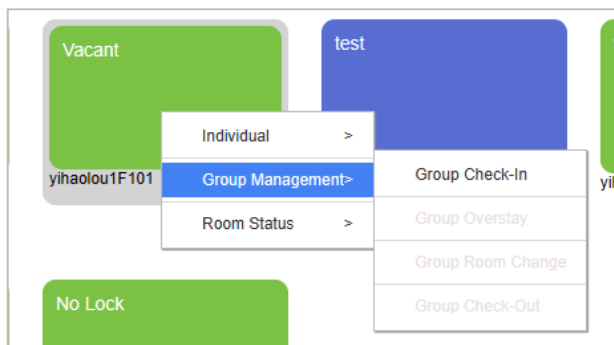 Vacant
test
Individual >
yihaolou1F101
Group Management>
Group Check-In
yi
Room Status >
Group Overstay
Group Room Change
Group Check-Out
No Lock